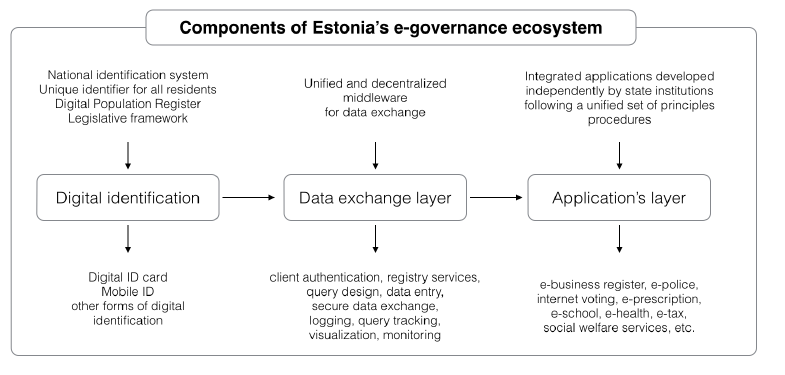 Components of Estonia's e-governance ecosystem
National identification system
Unique identifier for all residents
Digital Population Register
Legislative framework
Unified and decentralized
middleware
for data exchange
Integrated applications developed
independently by state institutions
following a unified set of principles
procedures
Digital identification
Data exchange layer
Application's layer
Digital ID card
Mobile ID
other forms of digital
identification
client authentication, registry services,
query design, data entry,
secure data exchange,
logging, query tracking,
visualization, monitoring
e-business register, e-police,
internet voting, e-prescription,
e-school, e-health, e-tax,
social welfare services, etc.